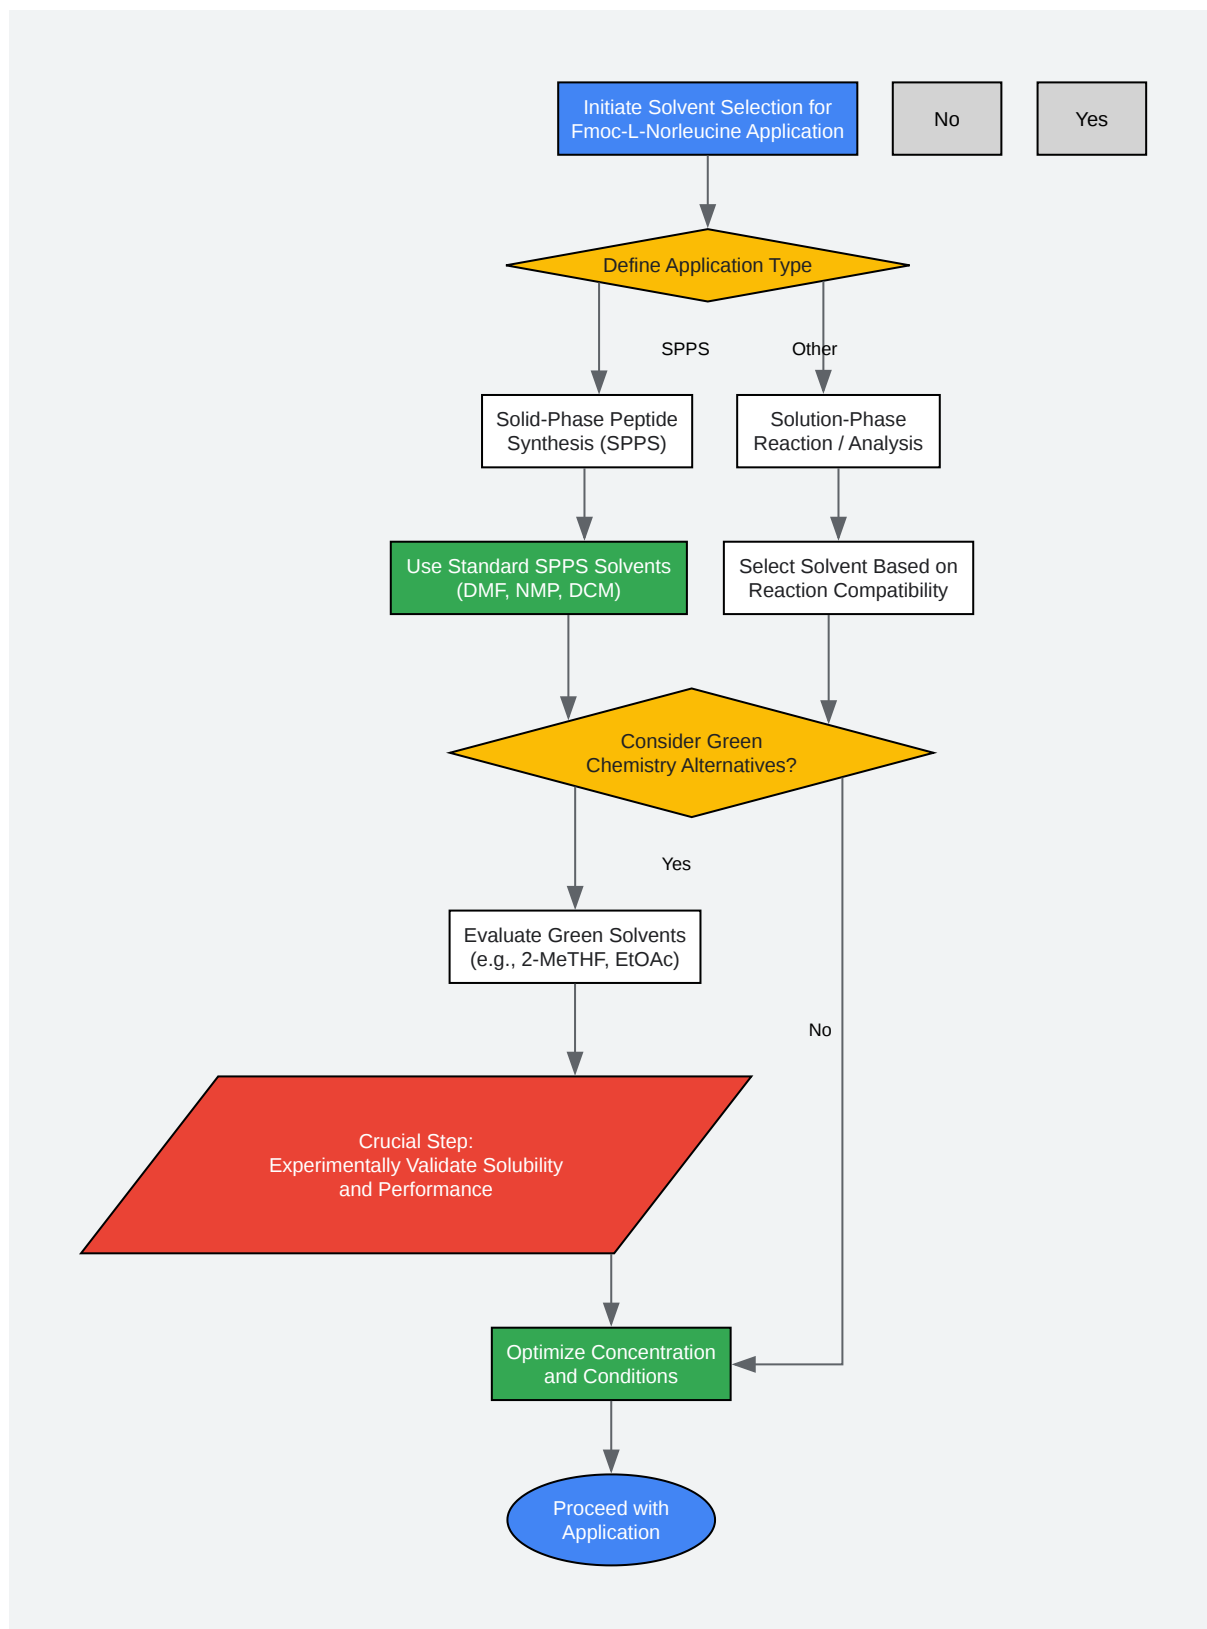 Initiate Solvent Selection for
Fmoc-L-Norleucine Application
No
Yes
Define Application Type
SPPS
Other
Solid-Phase Peptide
Synthesis (SPPS)
Solution-Phase
Reaction / Analysis
Use Standard SPPS Solvents
(DMF, NMP, DCM)
Select Solvent Based on
Reaction Compatibility
Consider Green
Chemistry Alternatives?
Yes
Evaluate Green Solvents
(e.g., 2-MeTHF, EtOAc)
No
Crucial Step:
Experimentally Validate Solubility
and Performance
Optimize Concentration
and Conditions
Proceed with
Application